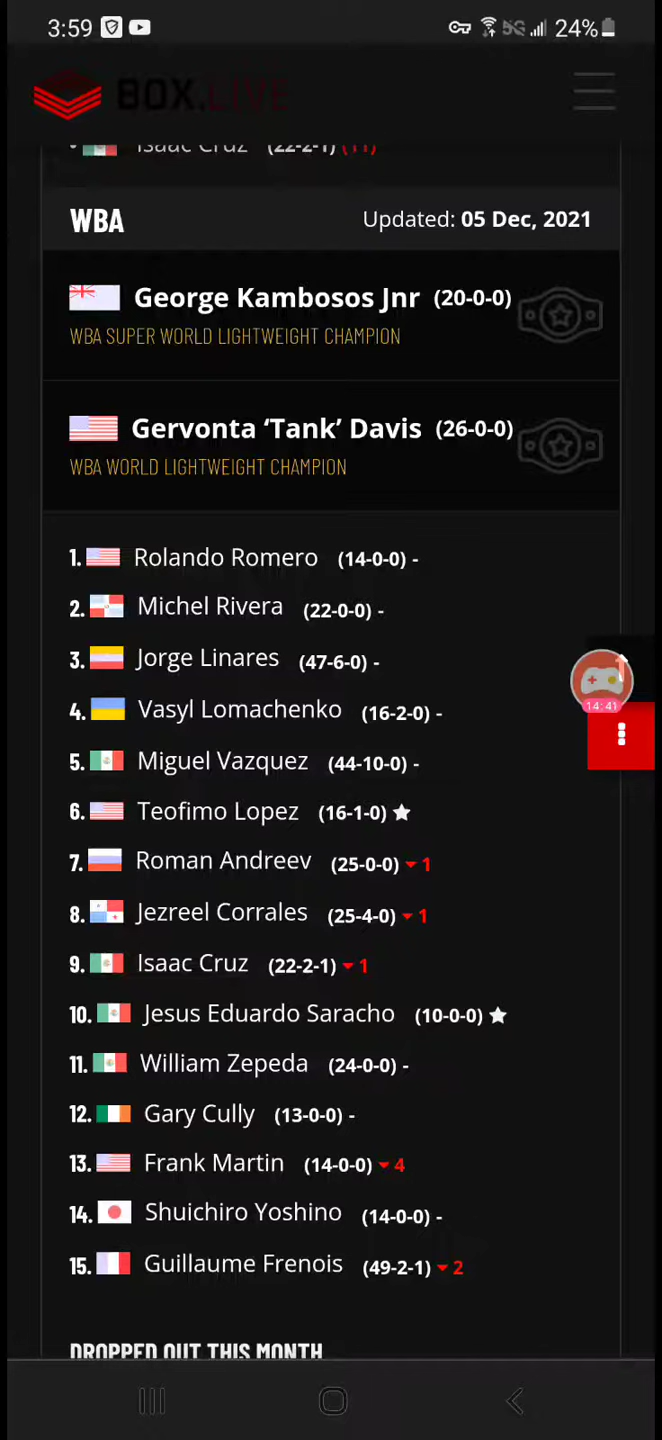 3:59 5G 24%
BOX.LIVE
Isaac Cruz (22-2-1) (11)
WBA Updated: 05 Dec, 2021
George Kambosos Jnr (20-0-0)
WBA SUPER WORLD LIGHTWEIGHT CHAMPION
Gervonta ‘Tank’ Davis (26-0-0)
WBA WORLD LIGHTWEIGHT CHAMPION
1. Rolando Romero (14-0-0) -
2. Michel Rivera (22-0-0) -
3. Jorge Linares (47-6-0) -
4. Vasyl Lomachenko (16-2-0) -
14:41
5. Miguel Vazquez (44-10-0) -
6. Teofimo Lopez (16-1-0) ★
7. Roman Andreev (25-0-0) ▾ 1
8. Jezreel Corrales (25-4-0) ▾ 1
9. Isaac Cruz (22-2-1) ▾ 1
10. Jesus Eduardo Saracho (10-0-0) ★
11. William Zepeda (24-0-0) -
12. Gary Cully (13-0-0) -
13. Frank Martin (14-0-0) ▾ 4
14. Shuichiro Yoshino (14-0-0) -
15. Guillaume Frenois (49-2-1) ▾ 2
DROPPED OUT THIS MONTH